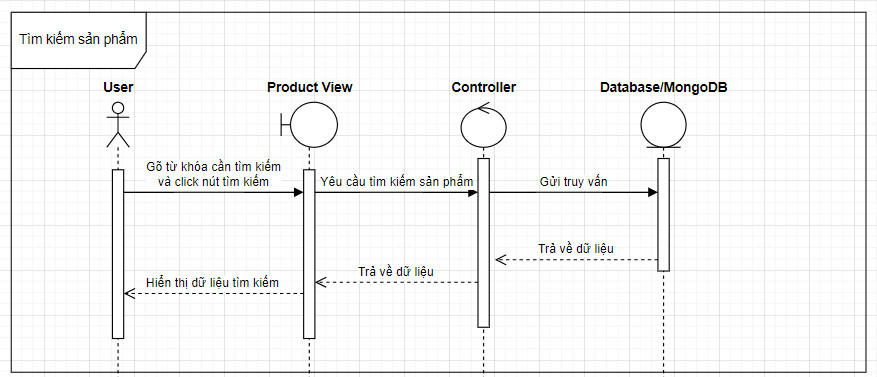 Tìm kiếm sản phẩm
User
Product View
Controller
Database/MongoDB
Gõ từ khóa cần tìm kiếm
và click nút tìm kiếm
Yêu cầu tìm kiếm sản phẩm
Gửi truy vấn
Trả về dữ liệu
Trả về dữ liệu
Hiển thị dữ liệu tìm kiếm